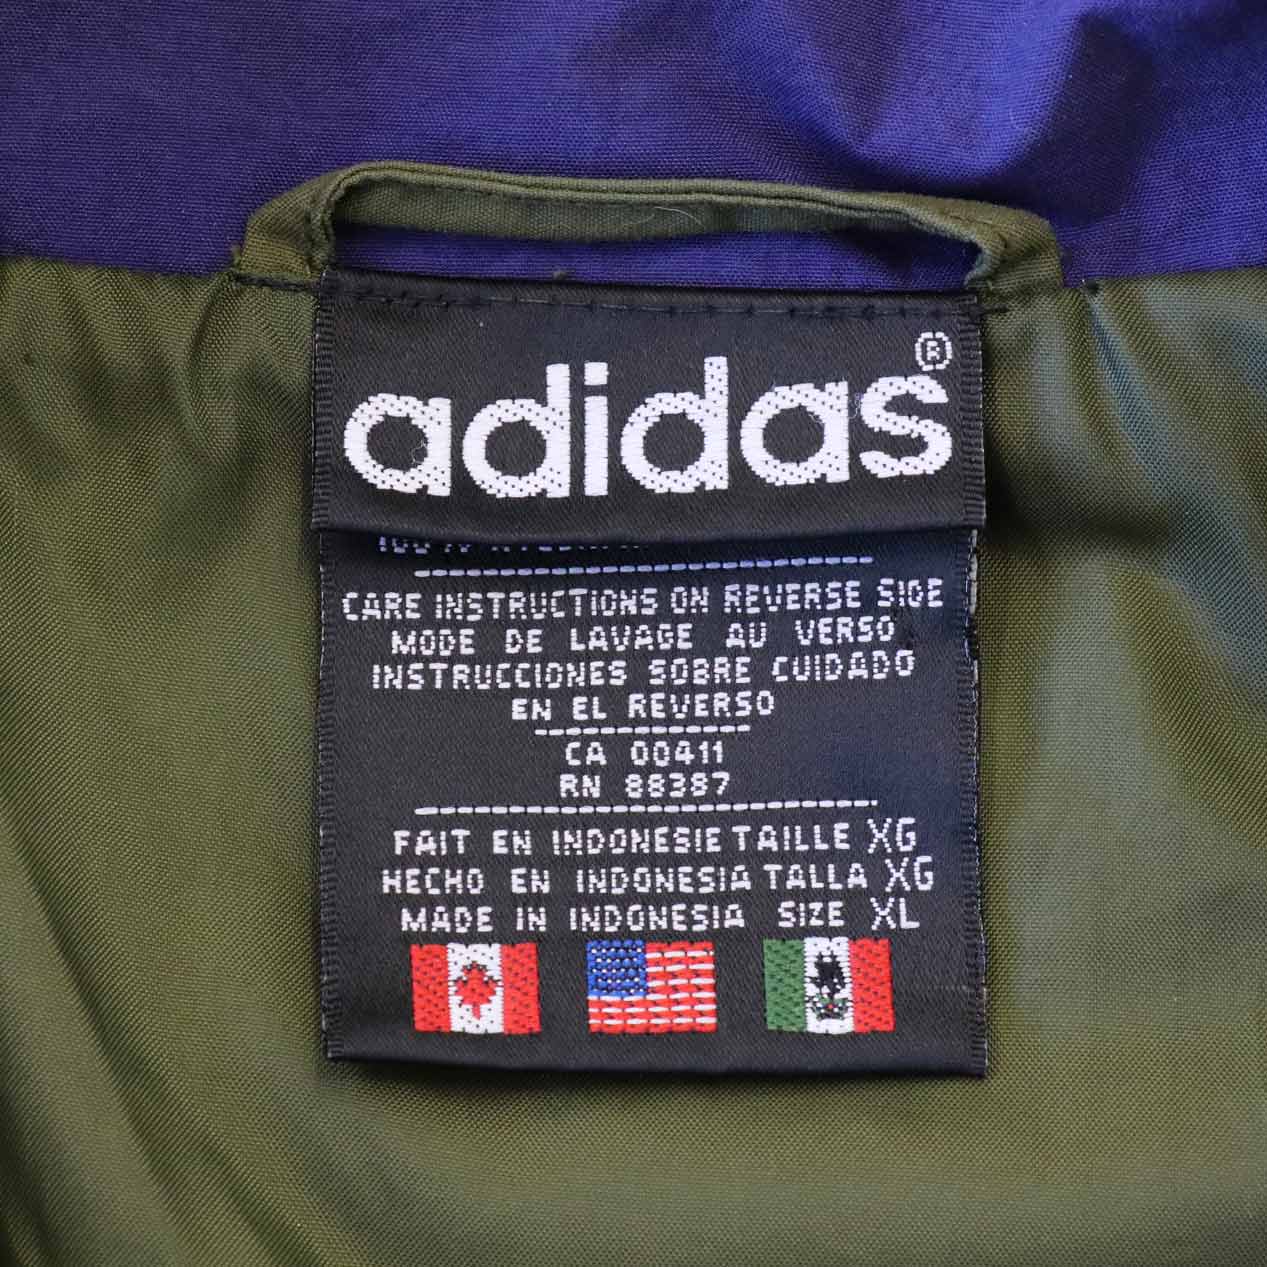 adidas®
CARE INSTRUCTIONS ON REVERSE SIDE
MODE DE LAVAGE AU VERSO
INSTRUCCIONES SOBRE CUIDADO
EN EL REVERSO
CA 00411
RN 88387
FAIT EN INDONESIE TAILLE XG
HECHO EN INDONESIA TALLA XG
MADE IN INDONESIA SIZE XL